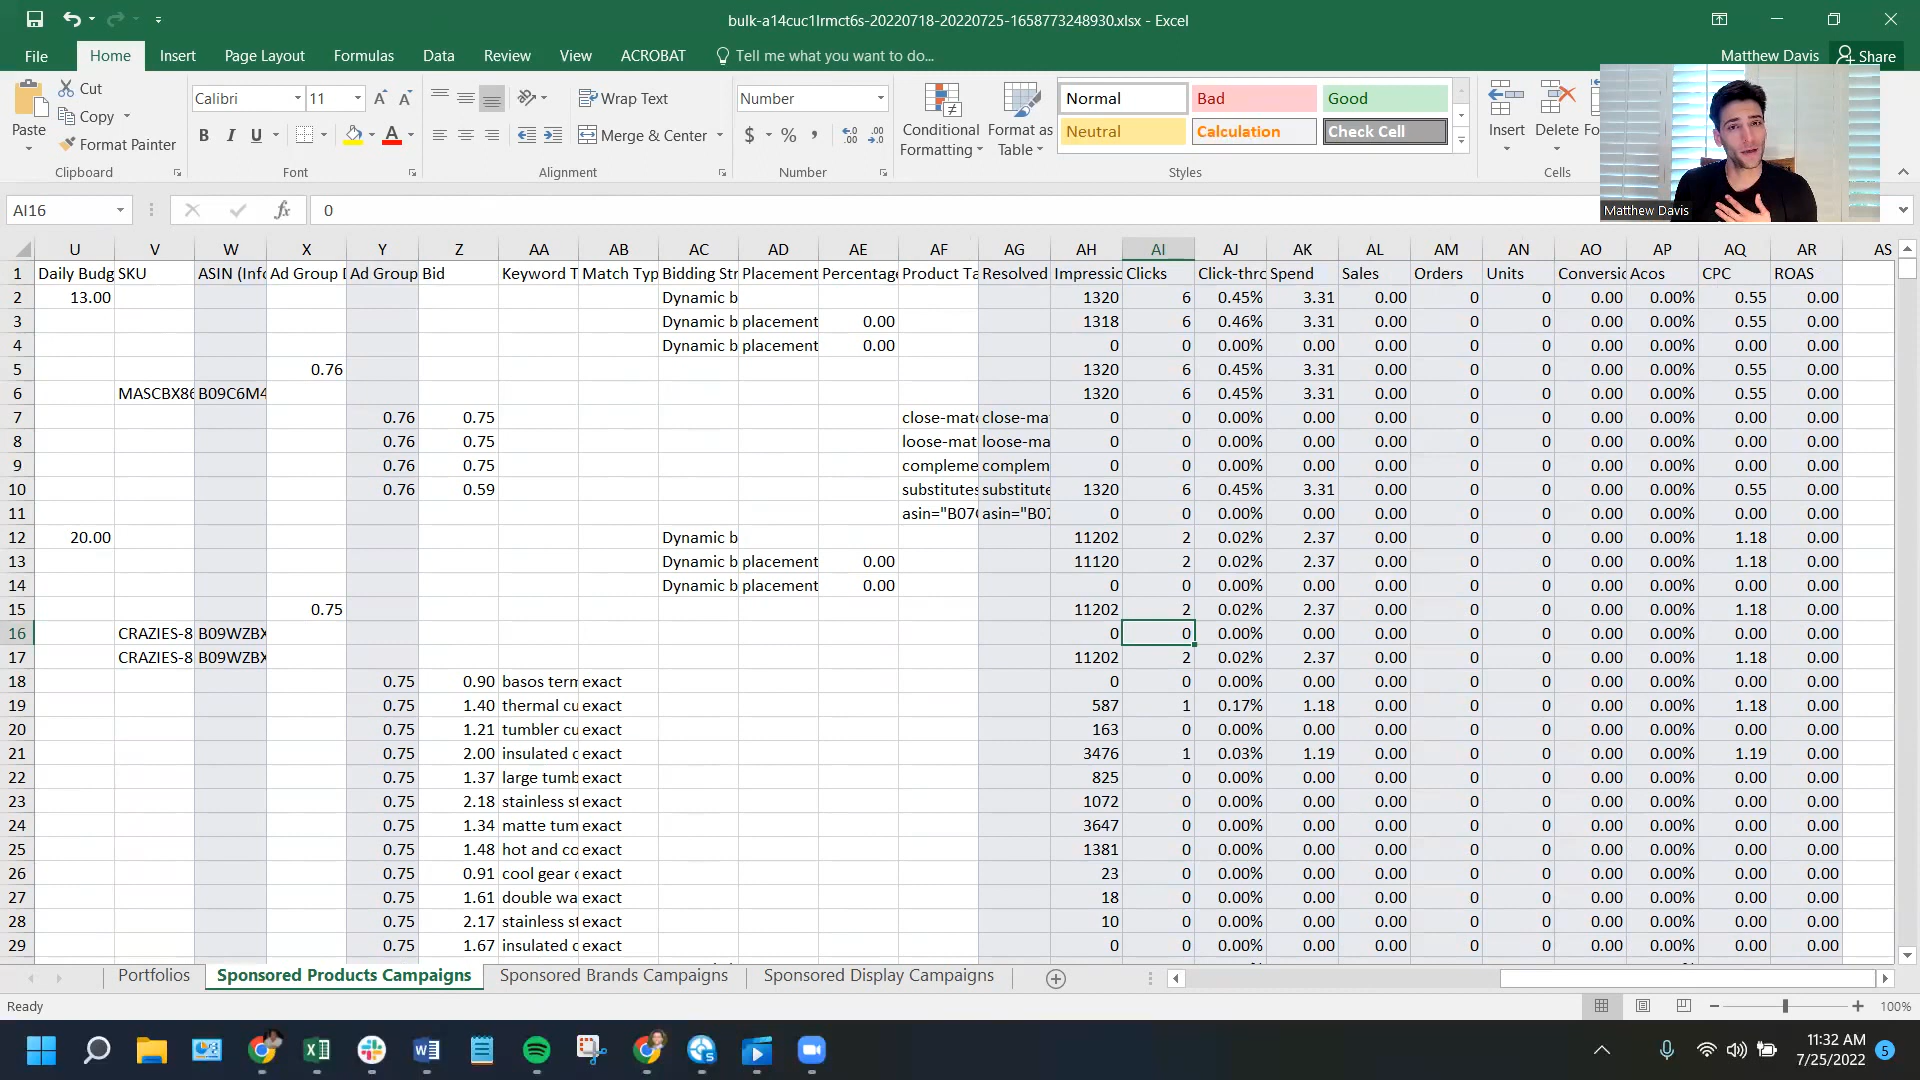 bulk-a14cuc1lrmct6s-20220718-20220725-1658773248930.xlsx - Excel
File Home Insert Page Layout Formulas Data Review View ACROBAT Tell me what you want to do... Matthew Davis Share
Paste Cut Copy Format Painter Clipboard
Calibri 11 B I U A Font
Wrap Text Merge & Center Alignment
Number $ % , Number
Conditional Formatting Format as Table
Normal Bad Good
Neutral Calculation Check Cell
Styles
Insert Delete Fo
Cells
Matthew Davis
AI16 fx 0
U V W X Y Z AA AB AC AD AE AF AG AH AI AJ AK AL AM AN AO AP AQ AR AS
1 Daily Budg SKU ASIN (Info Ad Group D Ad Group Bid Keyword T Match Typ Bidding Str Placement Percentage Product Ta Resolved Impressio Clicks Click-thro Spend Sales Orders Units Conversio Acos CPC ROAS
2 13.00 Dynamic b 1320 6 0.45% 3.31 0.00 0 0 0.00 0.00% 0.55 0.00
3 Dynamic b placement 0.00 1318 6 0.46% 3.31 0.00 0 0 0.00 0.00% 0.55 0.00
4 Dynamic b placement 0.00 0 0 0.00% 0.00 0.00 0 0 0.00 0.00% 0.00 0.00
5 0.76 1320 6 0.45% 3.31 0.00 0 0 0.00 0.00% 0.55 0.00
6 MASCBX86 B09C6M4 1320 6 0.45% 3.31 0.00 0 0 0.00 0.00% 0.55 0.00
7 0.76 0.75 close-mat close-ma 0 0 0.00% 0.00 0.00 0 0 0.00 0.00% 0.00 0.00
8 0.76 0.75 loose-mat loose-ma 0 0 0.00% 0.00 0.00 0 0 0.00 0.00% 0.00 0.00
9 0.76 0.75 compleme complem 0 0 0.00% 0.00 0.00 0 0 0.00 0.00% 0.00 0.00
10 0.76 0.59 substitutes substitute 1320 6 0.45% 3.31 0.00 0 0 0.00 0.00% 0.55 0.00
11 asin="B07 asin="B07 0 0 0.00% 0.00 0.00 0 0 0.00 0.00% 0.00 0.00
12 20.00 Dynamic b 11202 2 0.02% 2.37 0.00 0 0 0.00 0.00% 1.18 0.00
13 Dynamic b placement 0.00 11120 2 0.02% 2.37 0.00 0 0 0.00 0.00% 1.18 0.00
14 Dynamic b placement 0.00 0 0 0.00% 0.00 0.00 0 0 0.00 0.00% 0.00 0.00
15 0.75 11202 2 0.02% 2.37 0.00 0 0 0.00 0.00% 1.18 0.00
16 CRAZIES-8 B09WZBX 0 0 0.00% 0.00 0.00 0 0 0.00 0.00% 0.00 0.00
17 CRAZIES-8 B09WZBX 11202 2 0.02% 2.37 0.00 0 0 0.00 0.00% 1.18 0.00
18 0.75 0.90 basos term exact 0 0 0.00% 0.00 0.00 0 0 0.00 0.00% 0.00 0.00
19 0.75 1.40 thermal cu exact 587 1 0.17% 1.18 0.00 0 0 0.00 0.00% 1.18 0.00
20 0.75 1.21 tumbler cu exact 163 0 0.00% 0.00 0.00 0 0 0.00 0.00% 0.00 0.00
21 0.75 2.00 insulated c exact 3476 1 0.03% 1.19 0.00 0 0 0.00 0.00% 1.19 0.00
22 0.75 1.37 large tumb exact 825 0 0.00% 0.00 0.00 0 0 0.00 0.00% 0.00 0.00
23 0.75 2.18 stainless st exact 1072 0 0.00% 0.00 0.00 0 0 0.00 0.00% 0.00 0.00
24 0.75 1.34 matte tum exact 3647 0 0.00% 0.00 0.00 0 0 0.00 0.00% 0.00 0.00
25 0.75 1.48 hot and co exact 1381 0 0.00% 0.00 0.00 0 0 0.00 0.00% 0.00 0.00
26 0.75 0.91 cool gear c exact 23 0 0.00% 0.00 0.00 0 0 0.00 0.00% 0.00 0.00
27 0.75 1.61 double wa exact 18 0 0.00% 0.00 0.00 0 0 0.00 0.00% 0.00 0.00
28 0.75 2.17 stainless st exact 10 0 0.00% 0.00 0.00 0 0 0.00 0.00% 0.00 0.00
29 0.75 1.67 insulated c exact 0 0 0.00% 0.00 0.00 0 0 0.00 0.00% 0.00 0.00
Portfolios Sponsored Products Campaigns Sponsored Brands Campaigns Sponsored Display Campaigns
Ready 100%
11:32 AM
7/25/2022 5